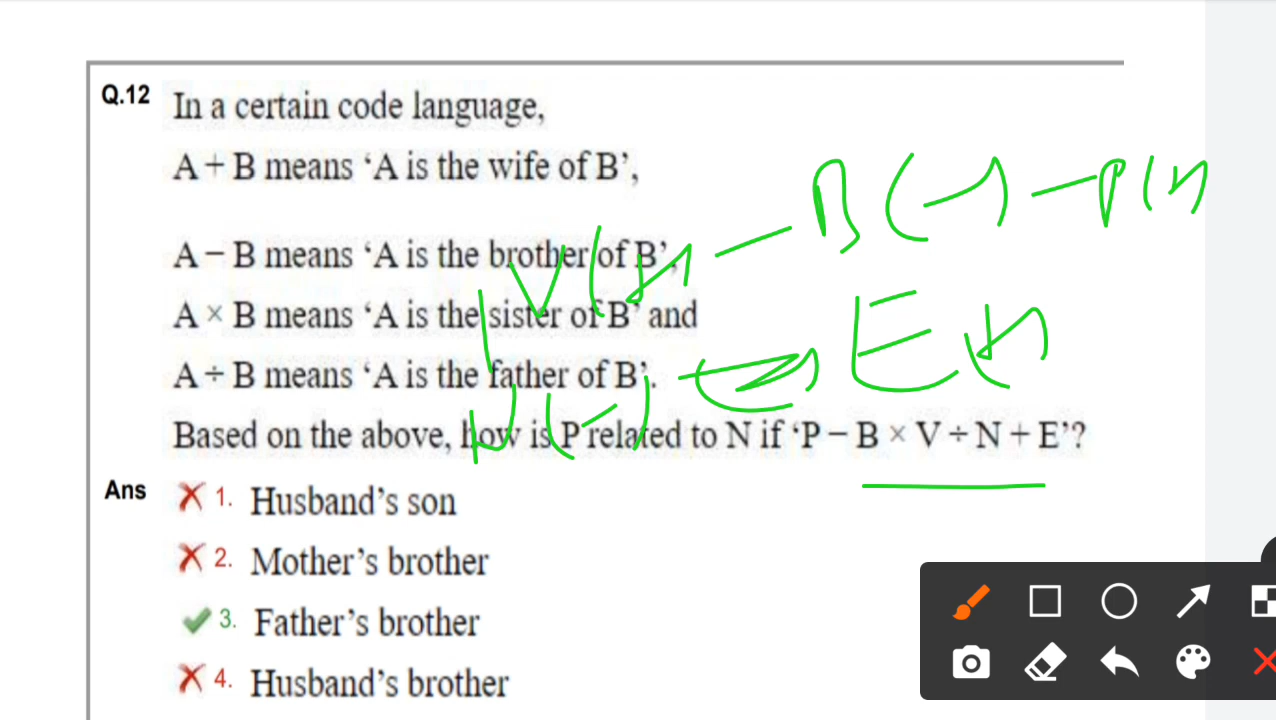 Q.12 In a certain code language,
A + B means ‘A is the wife of B’,
A − B means ‘A is the brother of B’,
A × B means ‘A is the sister of B’ and
A ÷ B means ‘A is the father of B’.
Based on the above, how is P related to N if ‘P − B × V ÷ N + E’?
Ans 1. Husband’s son
2. Mother’s brother
3. Father’s brother
4. Husband’s brother
V(+) — B(−) — P(+)
N(−) E(+)